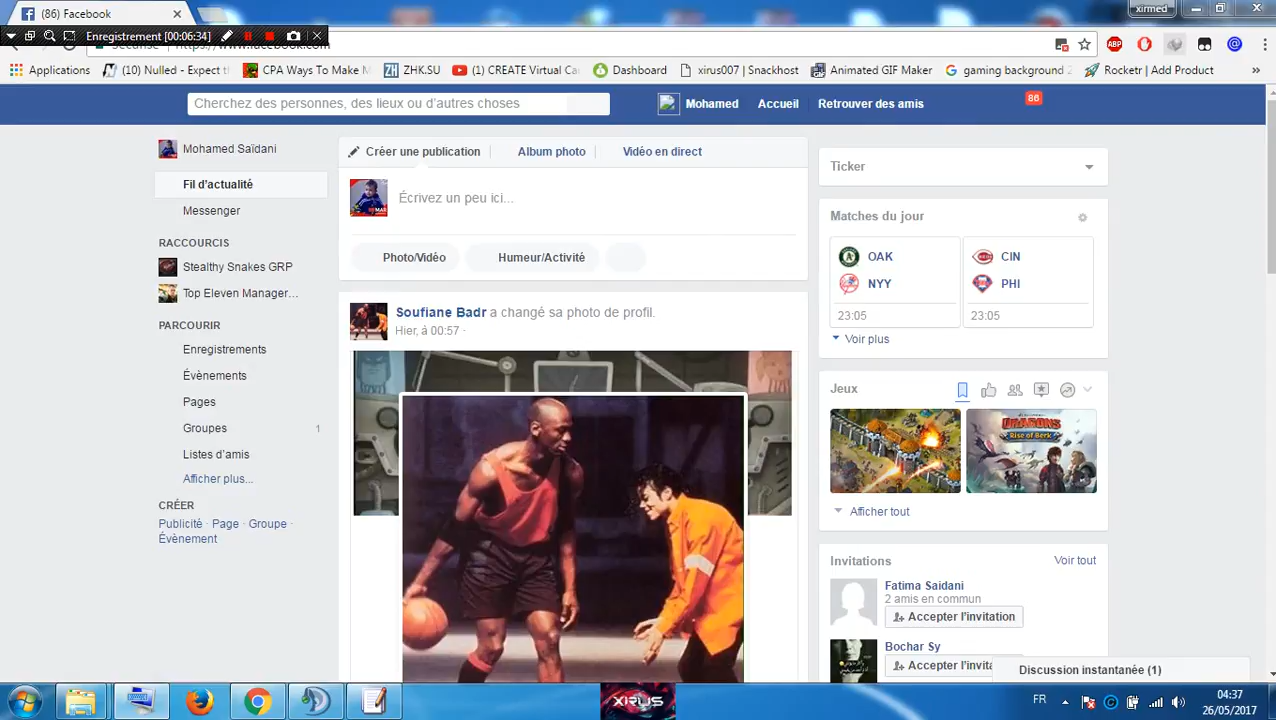 (86) Facebook
xirmed
Enregistrement [00:06:34]
Applications
(10) Nulled - Expect th
CPA Ways To Make M
ZH ZHK.SU
(1) CREATE Virtual Ca
Dashboard
xirus007 | Snackhost
Animated GIF Maker
gaming background
Rocketr | Add Product
»
Cherchez des personnes, des lieux ou d'autres choses
Mohamed
Accueil
Retrouver des amis
86
Mohamed Saïdani
Fil d'actualité
Messenger
RACCOURCIS
Stealthy Snakes GRP
Top Eleven Manager...
PARCOURIR
Enregistrements
Évènements
Pages
Groupes 1
Listes d'amis
Afficher plus...
CRÉER
Publicité · Page · Groupe ·
Évènement
Créer une publication
Album photo
Vidéo en direct
Écrivez un peu ici...
Photo/Vidéo
Humeur/Activité
Soufiane Badr a changé sa photo de profil.
Hier, à 00:57 ·
Ticker
Matches du jour
OAK
NYY
23:05
CIN
PHI
23:05
Voir plus
Jeux
DRAGONS
Rise of Berk
Afficher tout
Invitations
Voir tout
Fatima Saidani
2 amis en commun
Accepter l'invitation
Bochar Sy
Accepter l'invita
Discussion instantanée (1)
XIRUS
FR
04:37
26/05/2017